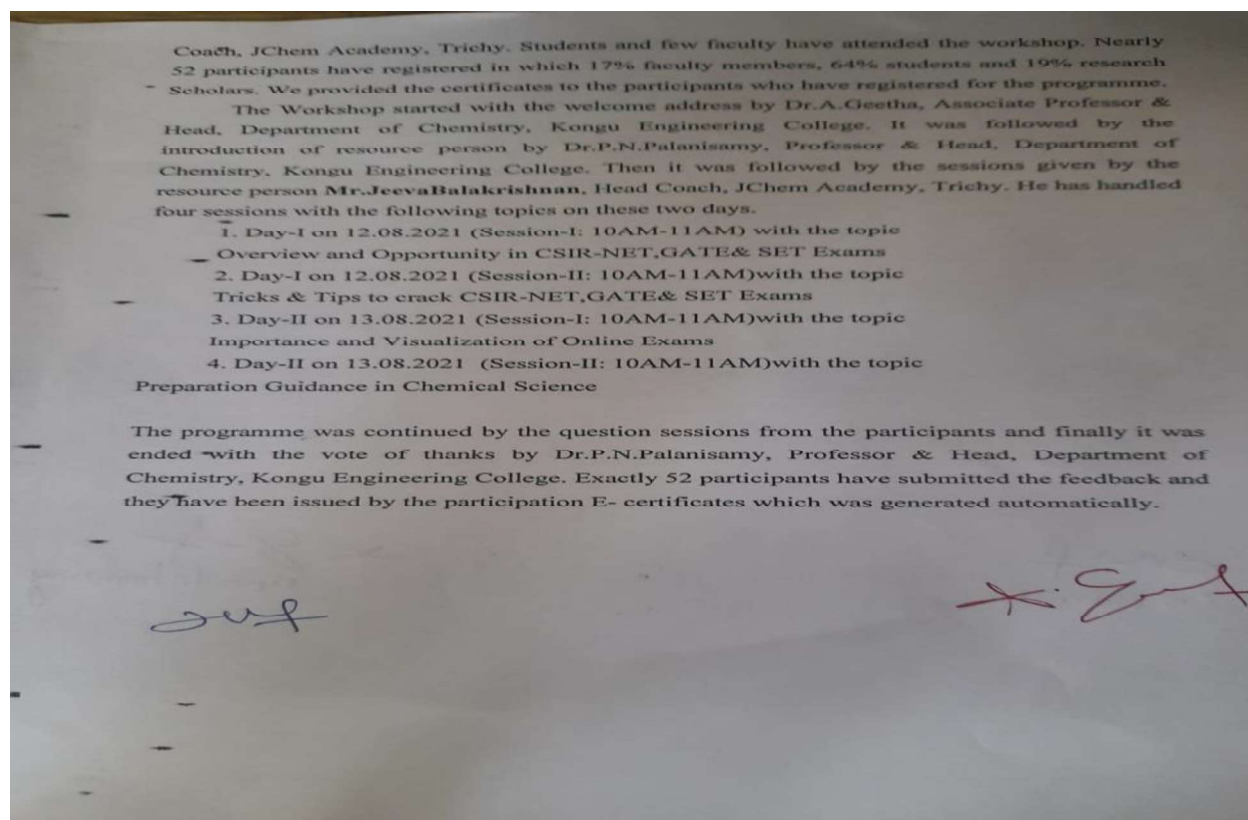 Coach, JChem Academy, Trichy. Students and few faculty have attended the workshop. Nearly
52 participants have registered in which 17% faculty members, 64% students and 19% research
Scholars. We provided the certificates to the participants who have registered for the programme.
The Workshop started with the welcome address by Dr.A.Geetha, Associate Professor &
Head, Department of Chemistry, Kongu Engineering College. It was followed by the
introduction of resource person by Dr.P.N.Palanisamy, Professor & Head, Department of
Chemistry, Kongu Engineering College. Then it was followed by the sessions given by the
resource person Mr.JeevaBalakrishnan, Head Coach, JChem Academy, Trichy. He has handled
four sessions with the following topics on these two days.
1. Day-I on 12.08.2021 (Session-I: 10AM-11AM) with the topic
Overview and Opportunity in CSIR-NET,GATE& SET Exams
2. Day-I on 12.08.2021 (Session-II: 10AM-11AM)with the topic
Tricks & Tips to crack CSIR-NET,GATE& SET Exams
3. Day-II on 13.08.2021 (Session-I: 10AM-11AM)with the topic
Importance and Visualization of Online Exams
4. Day-II on 13.08.2021 (Session-II: 10AM-11AM)with the topic
Preparation Guidance in Chemical Science
The programme was continued by the question sessions from the participants and finally it was
ended with the vote of thanks by Dr.P.N.Palanisamy, Professor & Head, Department of
Chemistry, Kongu Engineering College. Exactly 52 participants have submitted the feedback and
they have been issued by the participation E- certificates which was generated automatically.